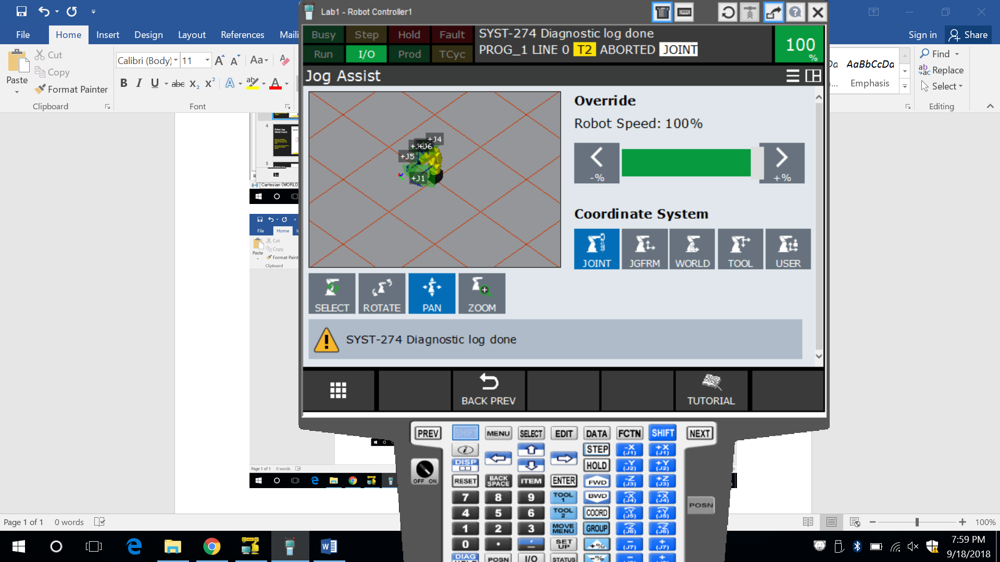 Lab1 - Robot Controller1
File Home Insert Design Layout References Maili
Sign in Share
Busy Step Hold Fault
Run I/O Prod TCyc
SYST-274 Diagnostic log done
PROG_1 LINE 0 T2 ABORTED JOINT
100
%
Paste
Cut
Copy
Format Painter
Clipboard
Calibri (Body) 11
Aa
B I U abc X2 X2 A ab A
Font
AaBbCcDc
... Emphasis
Find
Replace
Select
Editing
Jog Assist
+J4
+J6
+J5
+J1
Override
Robot Speed: 100%
-%
+%
Coordinate System
JOINT JGFRM WORLD TOOL USER
SELECT ROTATE PAN ZOOM
SYST-274 Diagnostic log done
BACK PREV
TUTORIAL
4
Robot Jog:
World Coord.
5
Cartesian (WORLD
File Home
Paste
Cut
Copy
Format Paint
Clipboard
Page 1 of 1 0 words
PREV SHIFT MENU SELECT EDIT DATA FCTN SHIFT NEXT
i STEP -X (J1) +X (J1)
DISP HOLD -Y (J2) +Y (J2)
OFF ON
RESET BACK SPACE ITEM ENTER FWD -Z (J3) +Z (J3)
7 8 9 TOOL 1 BWD -X (J4) +X (J4)
POSN
4 5 6 TOOL 2 COORD -Y (J5) +Y (J5)
1 2 3 MOVE MENU GROUP -Z (J6) +Z (J6)
0 . SET UP +% - (J7) + (J7)
DIAG POSN I/O STATUS -% - +
Page 1 of 1 0 words
100%
7:59 PM
9/18/2018